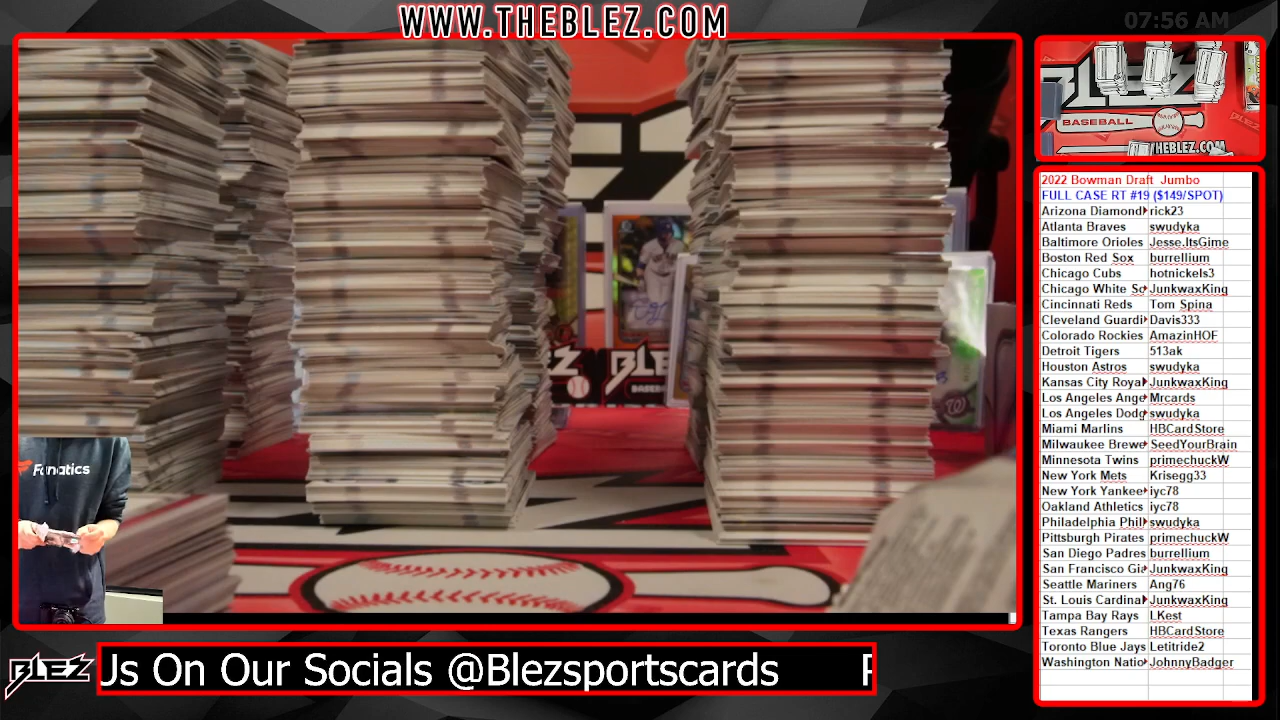 WWW.THEBLEZ.COM
07:56 AM
BLEZ
BASEBALL
THEBLEZ.COM
2022 Bowman Draft Jumbo
FULL CASE RT #19 ($149/SPOT)
Arizona Diamond rick23
Atlanta Braves swudyka
Baltimore Orioles Jesse.ItsGime
Boston Red Sox burrellium
Chicago Cubs hotnickels3
Chicago White So JunkwaxKing
Cincinnati Reds Tom Spina
Cleveland Guardi Davis333
Colorado Rockies AmazinHOF
Detroit Tigers 513ak
Houston Astros swudyka
Kansas City Royal JunkwaxKing
Los Angeles Ange Mrcards
Los Angeles Dodg swudyka
Miami Marlins HBCardStore
Milwaukee Brewe SeedYourBrain
Minnesota Twins primechuckW
New York Mets Krisegg33
New York Yankee iyc78
Oakland Athletics iyc78
Philadelphia Phil swudyka
Pittsburgh Pirates primechuckW
San Diego Padres burrellium
San Francisco Gia JunkwaxKing
Seattle Mariners Ang76
St. Louis Cardina JunkwaxKing
Tampa Bay Rays LKest
Texas Rangers HBCardStore
Toronto Blue Jays Letitride2
Washington Natio JohnnyBadger
Fanatics
BLEZ
Js On Our Socials @Blezsportscards